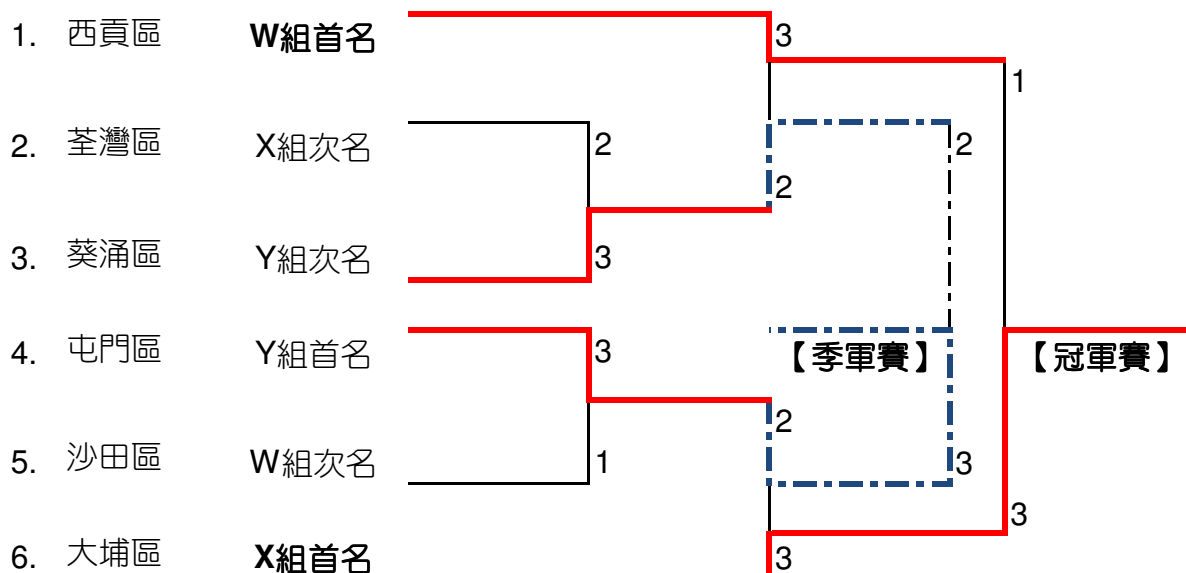 1. 西貢區 W組首名 3
1
2. 荃灣區 X組次名 2 2
2
3. 葵涌區 Y組次名 3
4. 屯門區 Y組首名 3 【季軍賽】 【冠軍賽】
2
5. 沙田區 W組次名 1 3
3
6. 大埔區 X組首名 3